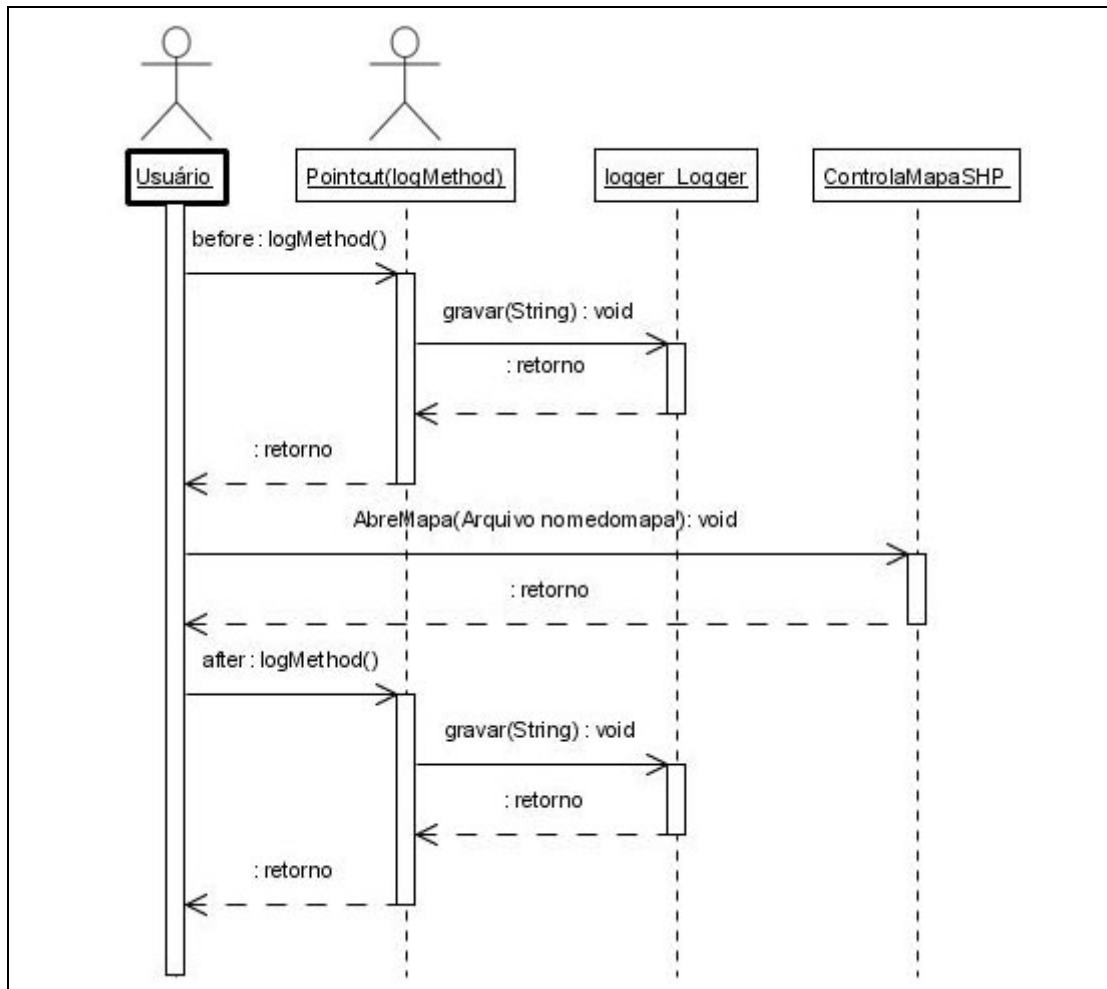 Usuário
Pointcut(logMethod)
logger_Logger
ControlaMapaSHP
before : logMethod()
gravar(String) : void
: retorno
: retorno
AbreMapa(Arquivo nomedomapa'): void
: retorno
after : logMethod()
gravar(String) : void
: retorno
: retorno